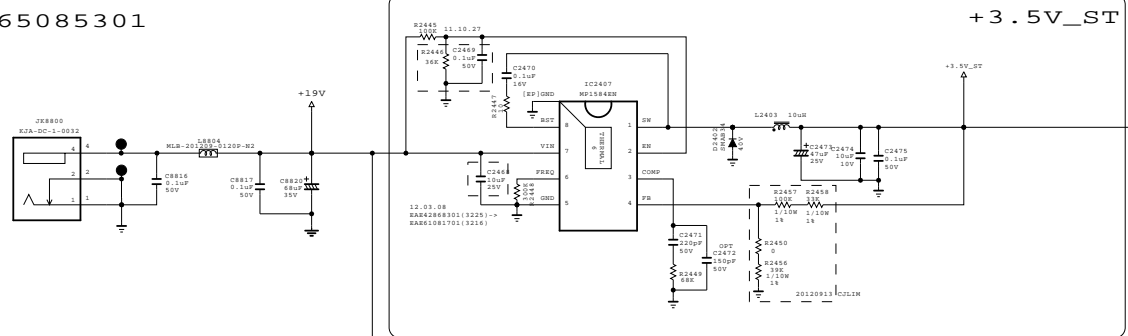 65085301
+3.5V_ST
R2445
100K
11.10.27
R2446
36K
C2469
0.1uF
50V
C2470
0.1uF
16V
R2447
10
[EP]GND
IC2407
MP1584EN
BST
8
1
SW
VIN
7
2
EN
FREQ
6
3
COMP
GND
5
4
FB
9
THERMAL
+19V
JK8800
KJA-DC-1-0032
4
4
2
2
1
1
L8804
MLB-201209-0120P-N2
C8816
0.1uF
50V
C8817
0.1uF
50V
C8820
68uF
35V
C2468
10uF
25V
R2448
300K
12.03.08
EAE42868301(3225)->
EAE61081701(3216)
D2402
SMAB34
40V
L2403 10uH
C2473
47uF
25V
C2474
10uF
10V
C2475
0.1uF
50V
+3.5V_ST
C2471
220pF
50V
OPT
C2472
150pF
50V
R2449
68K
R2457
100K
1/10W
1%
R2458
33K
1/10W
1%
R2450
0
R2456
39K
1/10W
1%
20120913 CJLIM